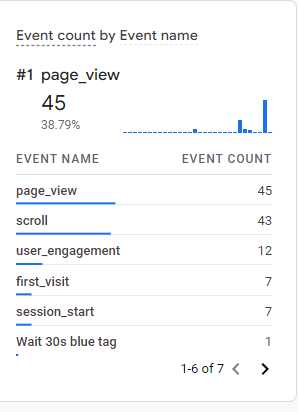 Event count by Event name
#1 page_view
45
38.79%
EVENT NAME EVENT COUNT
page_view 45
scroll 43
user_engagement 12
first_visit 7
session_start 7
Wait 30s blue tag 1
1-6 of 7